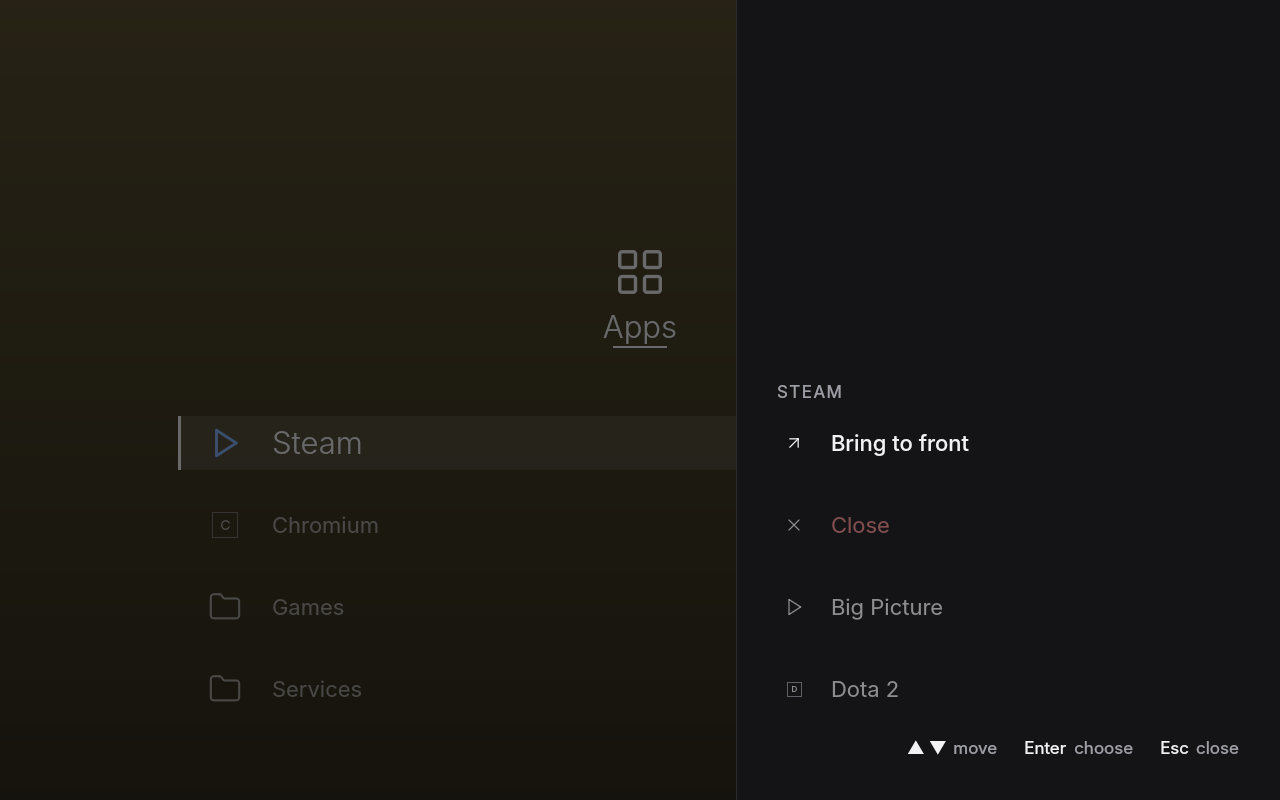 Apps
Steam
C
Chromium
Games
Services
STEAM
Bring to front
Close
Big Picture
D
Dota 2
move Enter choose Esc close